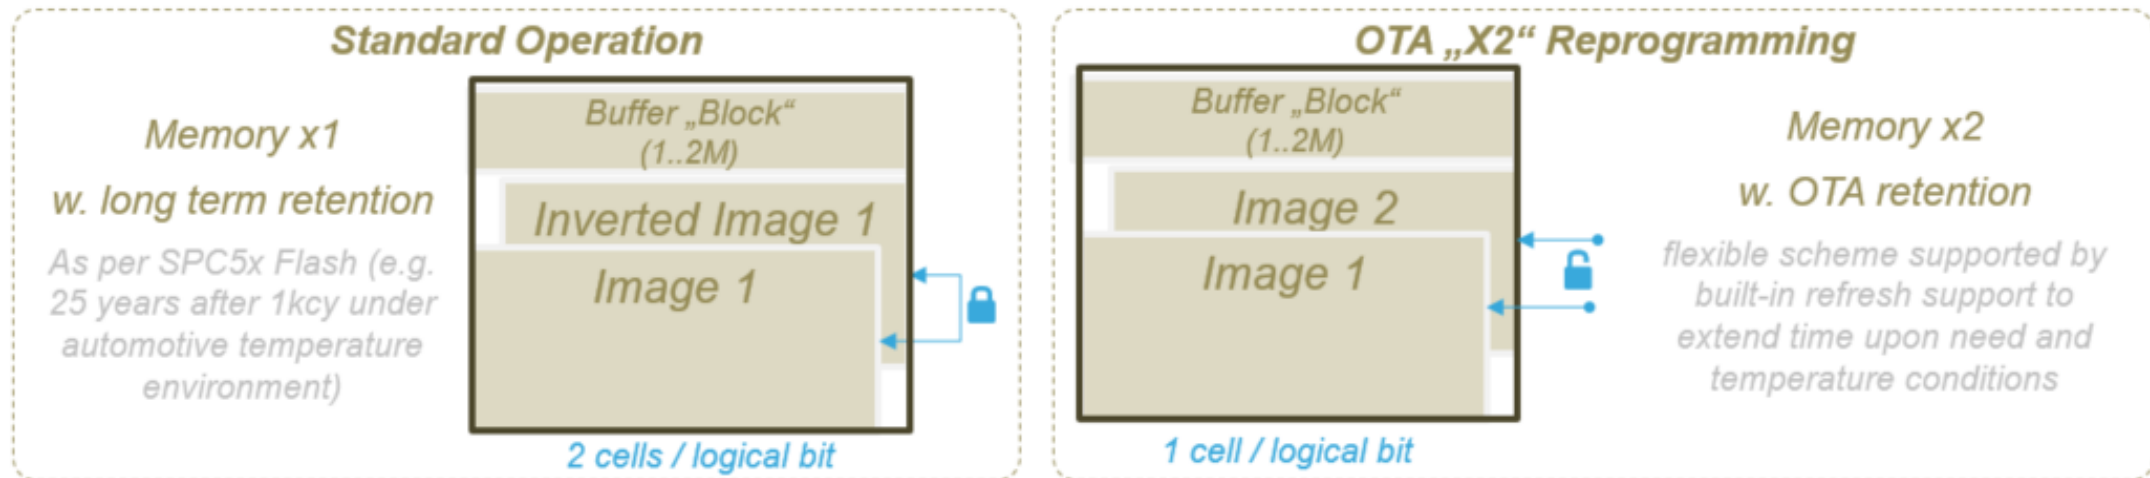 Standard Operation
Memory x1
w. long term retention
As per SPC5x Flash (e.g.
25 years after 1kcy under
automotive temperature
environment)
Buffer „Block“
(1..2M)
Inverted Image 1
Image 1
2 cells / logical bit
OTA „X2“ Reprogramming
Buffer „Block“
(1..2M)
Image 2
Image 1
1 cell / logical bit
Memory x2
w. OTA retention
flexible scheme supported by
built-in refresh support to
extend time upon need and
temperature conditions